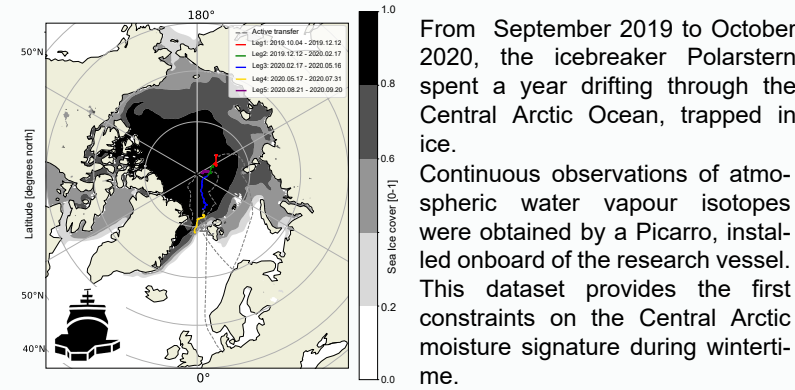 180°
50°N
Active transfer
Leg1: 2019.10.04 - 2019.12.12
Leg2: 2019.12.12 - 2020.02.17
Leg3: 2020.02.17 - 2020.05.16
Leg4: 2020.05.17 - 2020.07.31
Leg5: 2020.08.21 - 2020.09.20
Latitude [degrees north]
50°N
40°N
0°
1.0
0.8
0.6
0.2
0.0
Sea Ice cover [0-1]
From September 2019 to October
2020, the icebreaker Polarstern
spent a year drifting through the
Central Arctic Ocean, trapped in
ice.
Continuous observations of atmo-
spheric water vapour isotopes
were obtained by a Picarro, instal-
led onboard of the research vessel.
This dataset provides the first
constraints on the Central Arctic
moisture signature during winterti-
me.